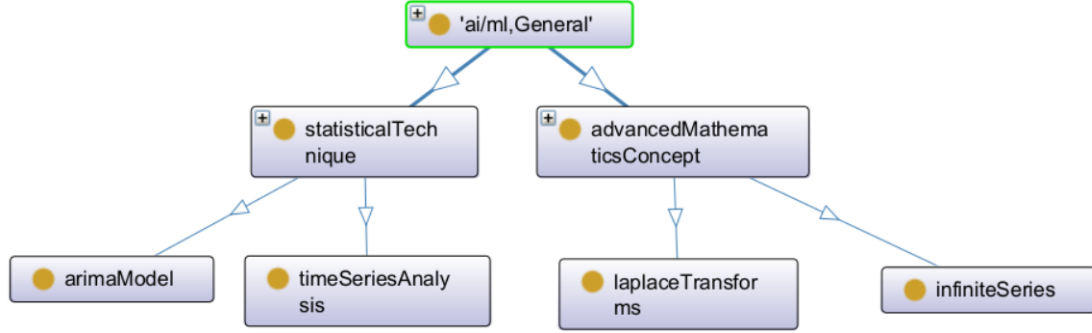 'ai/ml,General'
statisticalTech
nique
advancedMathema
ticsConcept
arimaModel
timeSeriesAnaly
sis
laplaceTransfor
ms
infiniteSeries